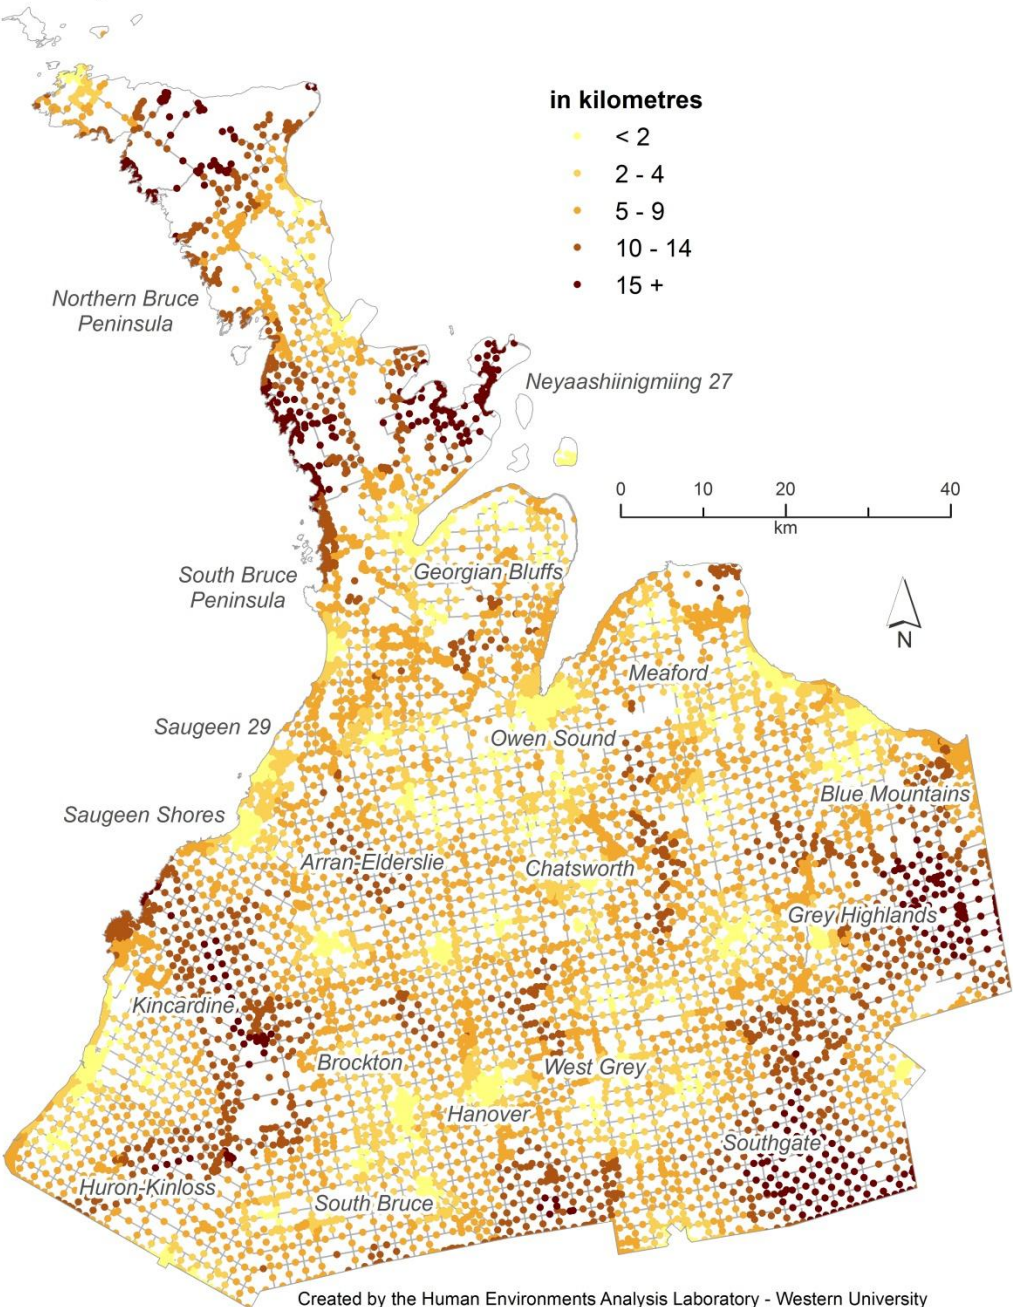 in kilometres
< 2
2 - 4
5 - 9
10 - 14
15 +
Northern Bruce
Peninsula
Neyaashiinigmiing 27
0 10 20 40
km
South Bruce
Peninsula
Georgian Bluffs
N
Meaford
Saugeen 29
Owen Sound
Blue Mountains
Saugeen Shores
Arran-Elderslie
Chatsworth
Grey Highlands
Kincardine
Brockton
West Grey
Hanover
Southgate
Huron-Kinloss
South Bruce
Created by the Human Environments Analysis Laboratory - Western University